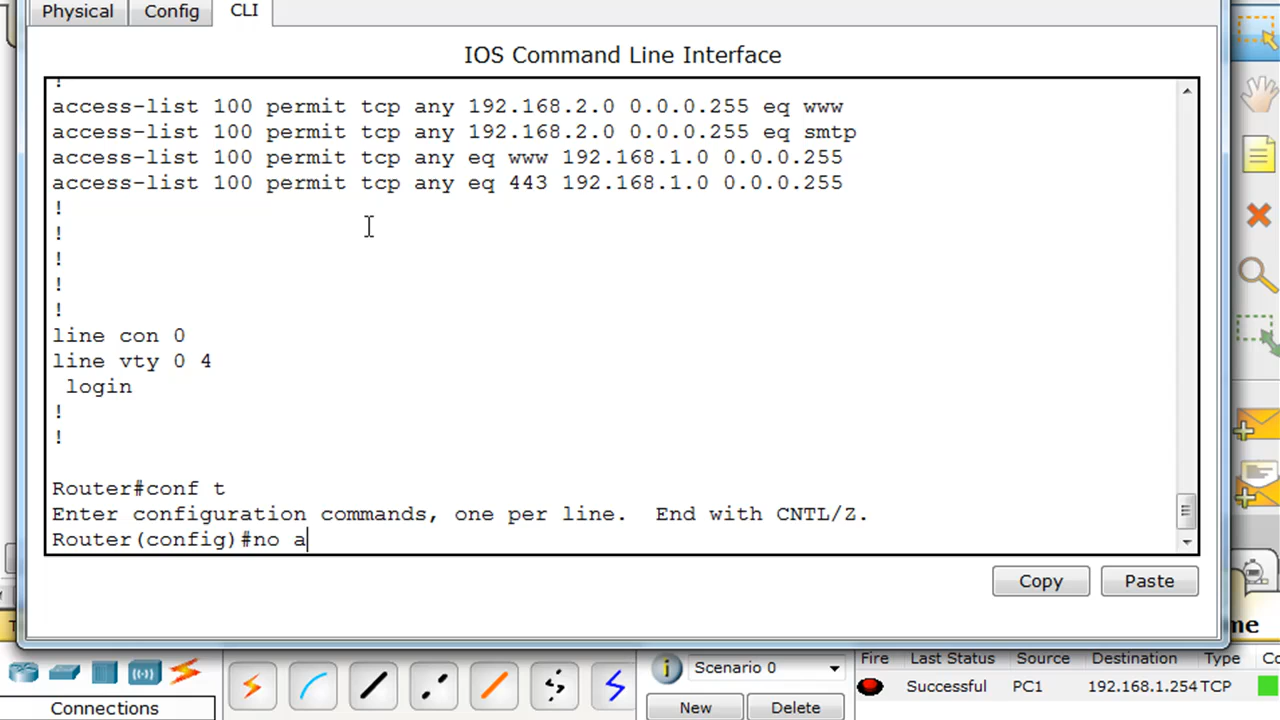 Physical Config CLI
IOS Command Line Interface
!
access-list 100 permit tcp any 192.168.2.0 0.0.0.255 eq www
access-list 100 permit tcp any 192.168.2.0 0.0.0.255 eq smtp
access-list 100 permit tcp any eq www 192.168.1.0 0.0.0.255
access-list 100 permit tcp any eq 443 192.168.1.0 0.0.0.255
!
!
!
!
!
line con 0
line vty 0 4
login
!
!
Router#conf t
Enter configuration commands, one per line. End with CNTL/Z.
Router(config)#no a
Copy Paste
me
Scenario 0
Fire Last Status Source Destination Type Co
Successful PC1 192.168.1.254 TCP
Connections
New Delete